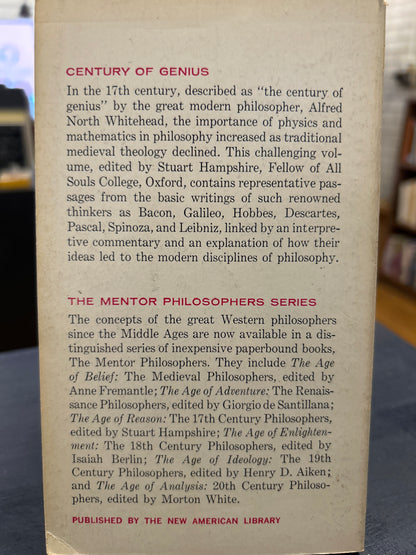 CENTURY OF GENIUS
In the 17th century, described as "the century of
genius" by the great modern philosopher, Alfred
North Whitehead, the importance of physics and
mathematics in philosophy increased as traditional
medieval theology declined. This challenging vol-
ume, edited by Stuart Hampshire, Fellow of All
Souls College, Oxford, contains representative pas-
sages from the basic writings of such renowned
thinkers as Bacon, Galileo, Hobbes, Descartes,
Pascal, Spinoza, and Leibniz, linked by an interpre-
tive commentary and an explanation of how their
ideas led to the modern disciplines of philosophy.
THE MENTOR PHILOSOPHERS SERIES
The concepts of the great Western philosophers
since the Middle Ages are now available in a dis-
tinguished series of inexpensive paperbound books,
The Mentor Philosophers. They include The Age
of Belief: The Medieval Philosophers, edited by
Anne Fremantle; The Age of Adventure: The Renais-
sance Philosophers, edited by Giorgio de Santillana;
The Age of Reason: The 17th Century Philosophers,
edited by Stuart Hampshire; The Age of Enlighten-
ment: The 18th Century Philosophers, edited by
Isaiah Berlin; The Age of Ideology: The 19th
Century Philosophers, edited by Henry D. Aiken;
and The Age of Analysis: 20th Century Philoso-
phers, edited by Morton White.
PUBLISHED BY THE NEW AMERICAN LIBRARY